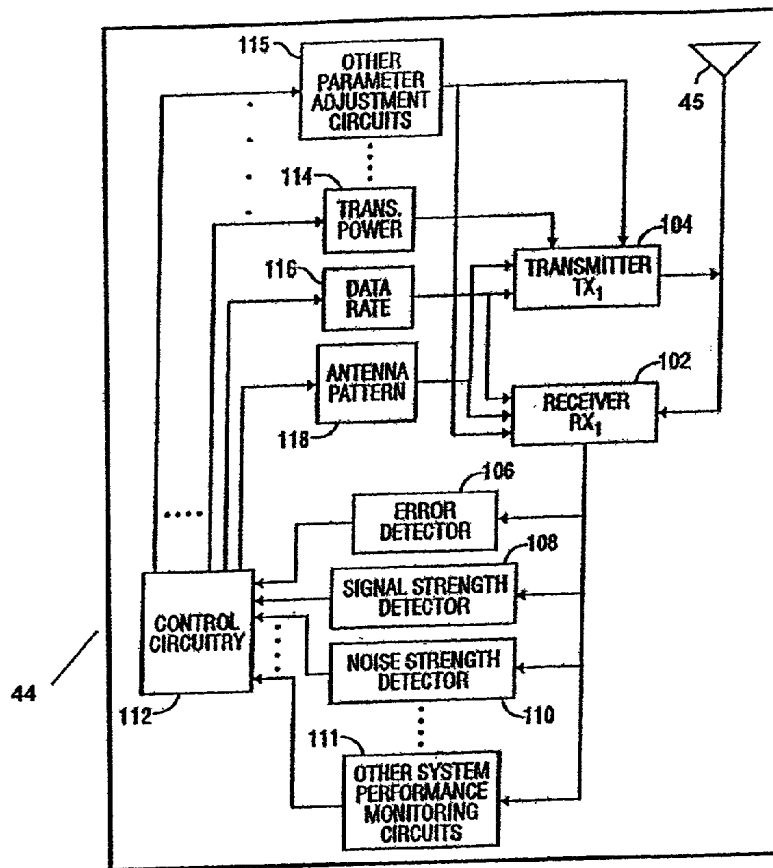 115
OTHER
PARAMETER
ADJUSTMENT
CIRCUITS
45
114
TRANS.
POWER
104
TRANSMITTER
TX1
116
DATA
RATE
102
ANTENNA
PATTERN
RECEIVER
RX1
118
106
ERROR
DETECTOR
108
SIGNAL STRENGTH
DETECTOR
CONTROL
CIRCUITRY
NOISE STRENGTH
DETECTOR
44
112
110
111
OTHER SYSTEM
PERFORMANCE
MONITORING
CIRCUITS